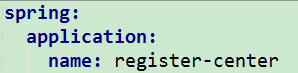 spring:
  application:
    name: register-center